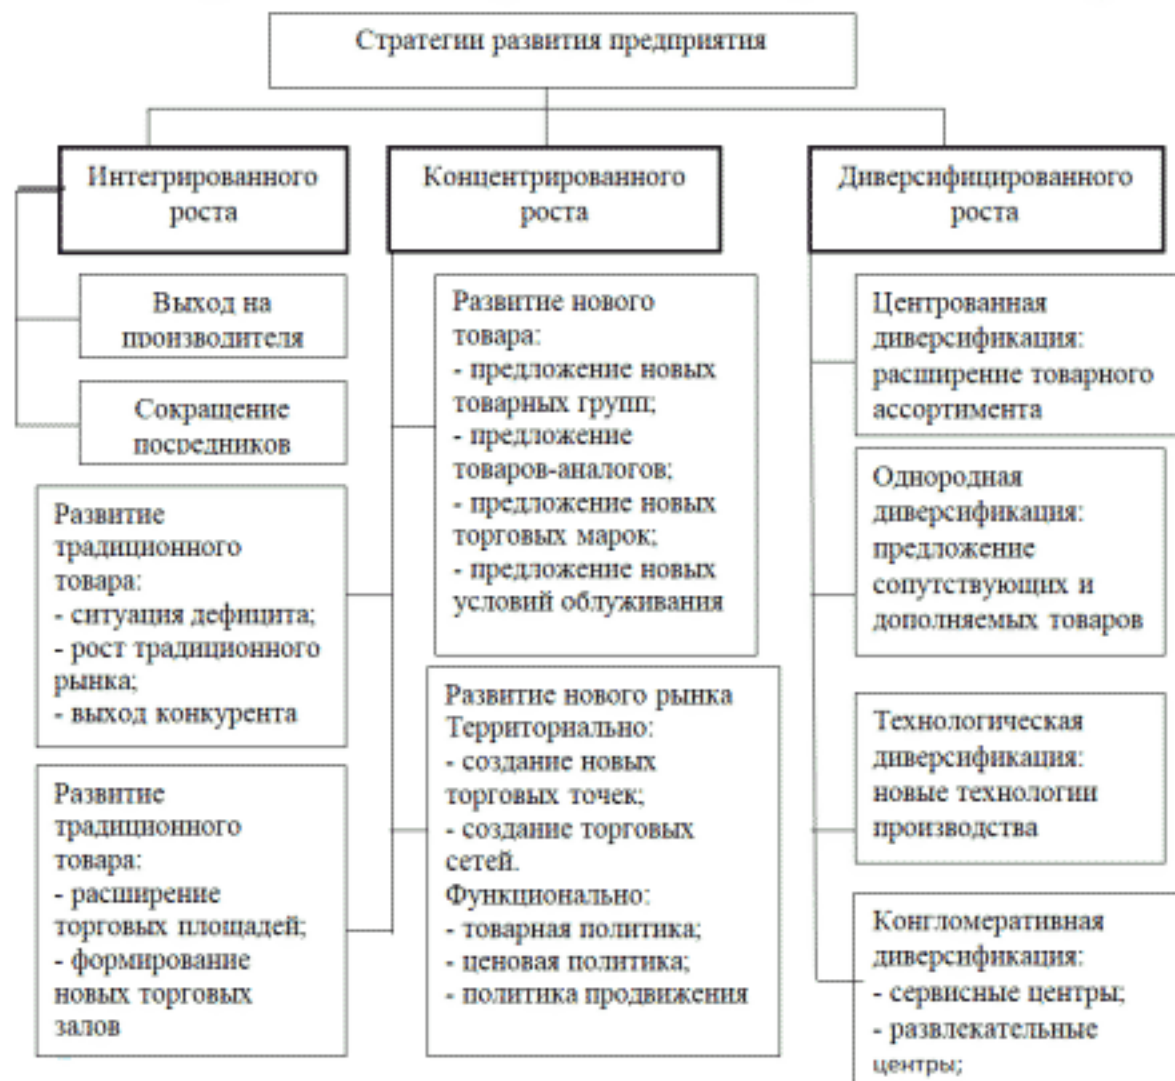 Стратегии развития предприятия
Интегрированного
роста
Концентрированного
роста
Диверсифицированного
роста
Выход на
производителя
Сокращение
посредников
Развитие
традиционного
товара:
- ситуация дефицита;
- рост традиционного
рынка;
- выход конкурента
Развитие
традиционного
товара:
- расширение
торговых площадей;
- формирование
новых торговых
залов
Развитие нового
товара:
- предложение новых
товарных групп;
- предложение
товаров-аналогов;
- предложение новых
торговых марок;
- предложение новых
условий облуживания
Развитие нового рынка
Территориально:
- создание новых
торговых точек;
- создание торговых
сетей.
Функционально:
- товарная политика;
- ценовая политика;
- политика продвижения
Центрованная
диверсификация:
расширение товарного
ассортимента
Однородная
диверсификация:
предложение
сопутствующих и
дополняемых товаров
Технологическая
диверсификация:
новые технологии
производства
Конгломеративная
диверсификация:
- сервисные центры;
- развлекательные
центры;